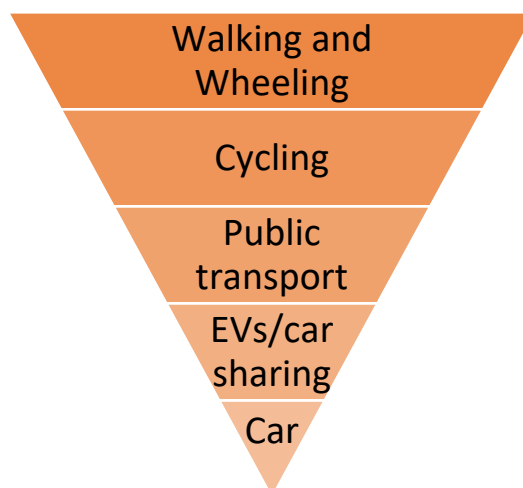 Walking and
Wheeling
Cycling
Public
transport
EVs/car
sharing
Car